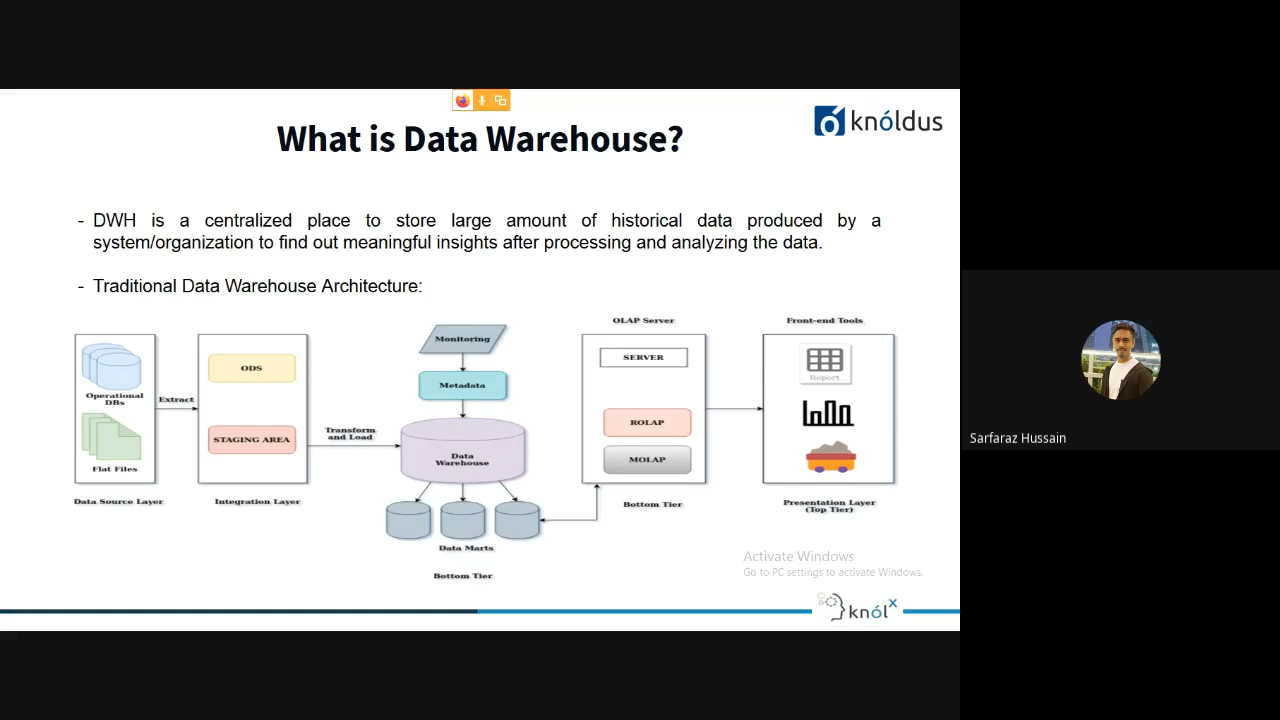 knóldus
What is Data Warehouse?
- DWH is a centralized place to store large amount of historical data produced by a
system/organization to find out meaningful insights after processing and analyzing the data.
- Traditional Data Warehouse Architecture:
Operational
DBs
Flat Files
Data Source Layer
Extract
ODS
STAGING AREA
Integration Layer
Transform
and Load
Monitoring
Metadata
Data
Warehouse
Data Marts
Bottom Tier
OLAP Server
SERVER
ROLAP
MOLAP
Bottom Tier
Front-end Tools
Report
Presentation Layer
(Top Tier)
Activate Windows
Go to PC settings to activate Windows.
knólx
Sarfaraz Hussain